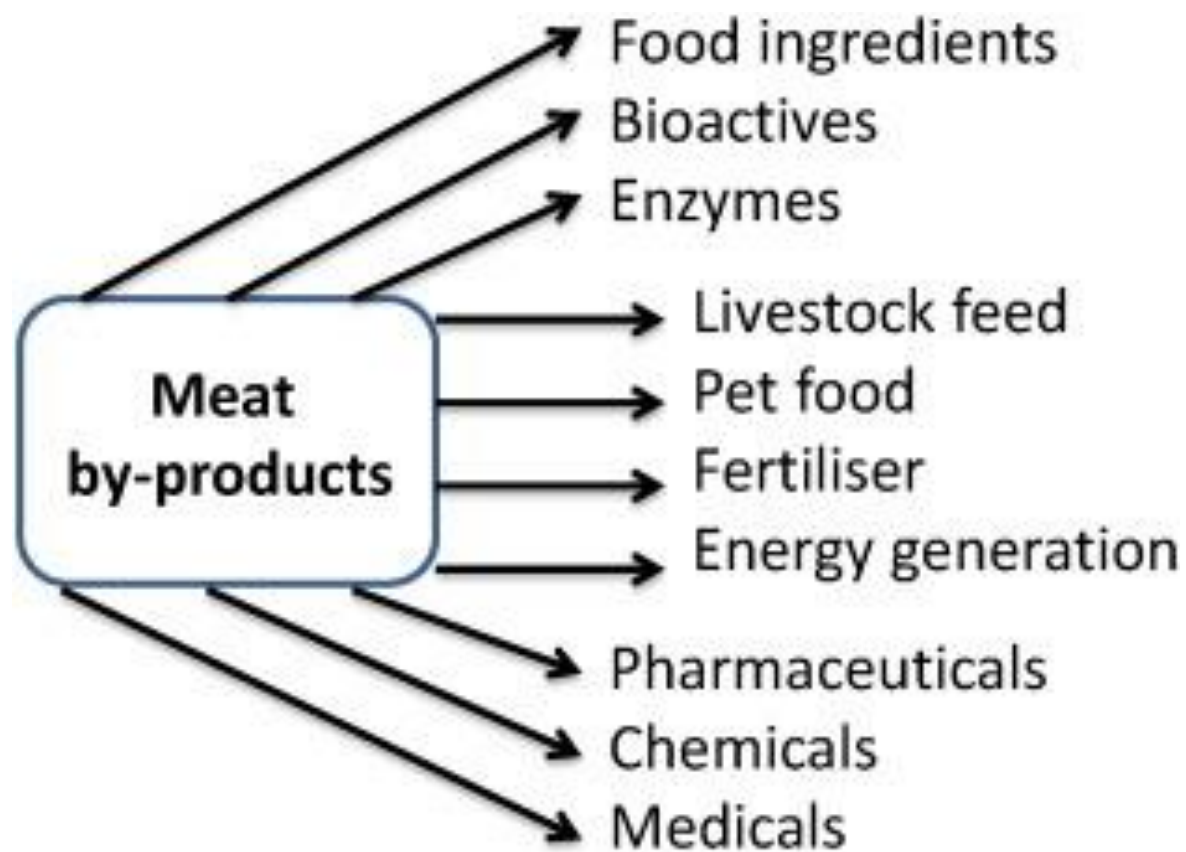 Food ingredients
Bioactives
Enzymes
Livestock feed
Pet food
Fertiliser
Energy generation
Meat
by-products
Pharmaceuticals
Chemicals
Medicals